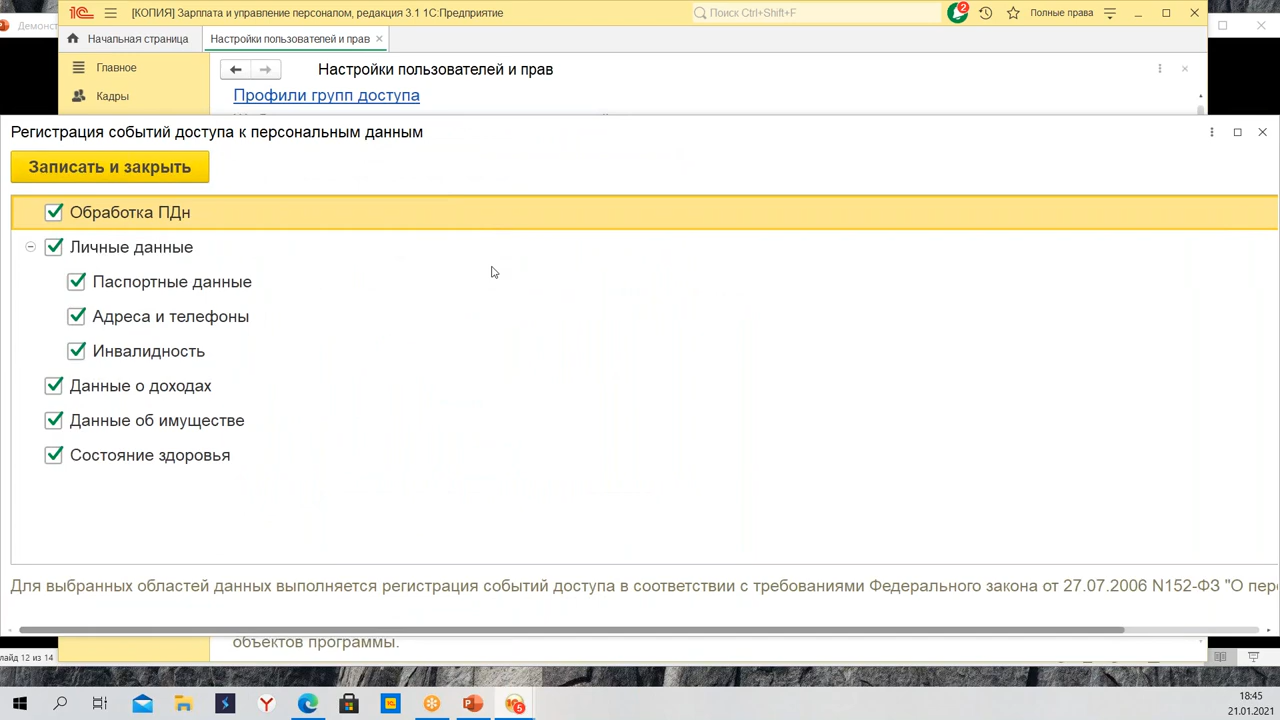 Демонст
[КОПИЯ] Зарплата и управление персоналом, редакция 3.1 1С:Предприятие
Поиск Ctrl+Shift+F
2
Полные права
Начальная страница
Настройки пользователей и прав
Главное
Настройки пользователей и прав
Кадры
Профили групп доступа
Регистрация событий доступа к персональным данным
Записать и закрыть
Обработка ПДн
Личные данные
Паспортные данные
Адреса и телефоны
Инвалидность
Данные о доходах
Данные об имуществе
Состояние здоровья
Для выбранных областей данных выполняется регистрация событий доступа в соответствии с требованиями Федерального закона от 27.07.2006 N152-ФЗ "О пер
объектов программы.
лайд 12 из 14
5
18:45
21.01.2021